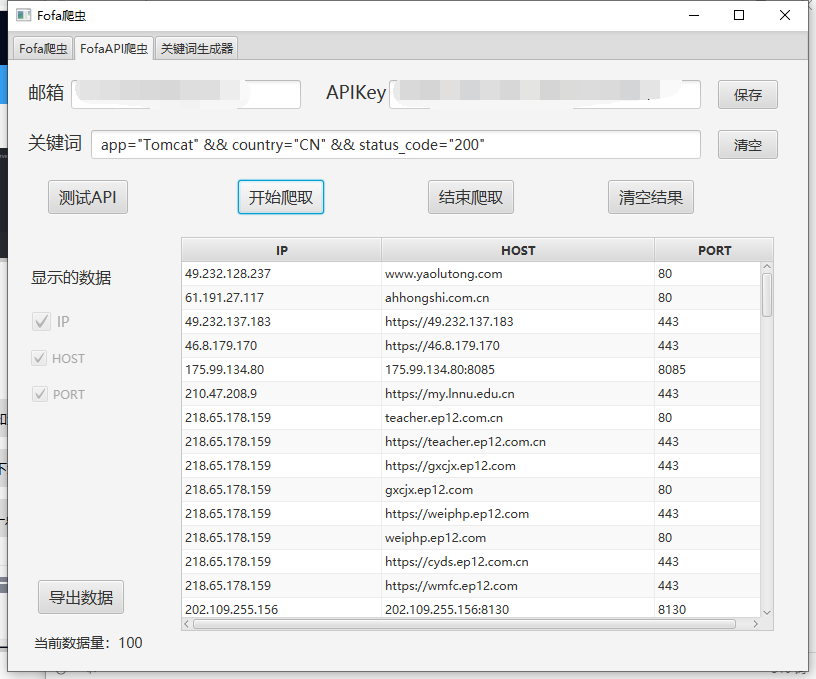 Fofa爬虫
Fofa爬虫 FofaAPI爬虫 关键词生成器
邮箱 APIKey 保存
关键词 app="Tomcat" && country="CN" && status_code="200" 清空
测试API 开始爬取 结束爬取 清空结果
显示的数据
IP
HOST
PORT
导出数据
当前数据量：100
IP HOST PORT
49.232.128.237 www.yaolutong.com 80
61.191.27.117 ahhongshi.com.cn 80
49.232.137.183 https://49.232.137.183 443
46.8.179.170 https://46.8.179.170 443
175.99.134.80 175.99.134.80:8085 8085
210.47.208.9 https://my.lnnu.edu.cn 443
218.65.178.159 teacher.ep12.com.cn 80
218.65.178.159 https://teacher.ep12.com.cn 443
218.65.178.159 https://gxcjx.ep12.com 443
218.65.178.159 gxcjx.ep12.com 80
218.65.178.159 https://weiphp.ep12.com 443
218.65.178.159 weiphp.ep12.com 80
218.65.178.159 https://cyds.ep12.com.cn 443
218.65.178.159 https://wmfc.ep12.com 443
202.109.255.156 202.109.255.156:8130 8130